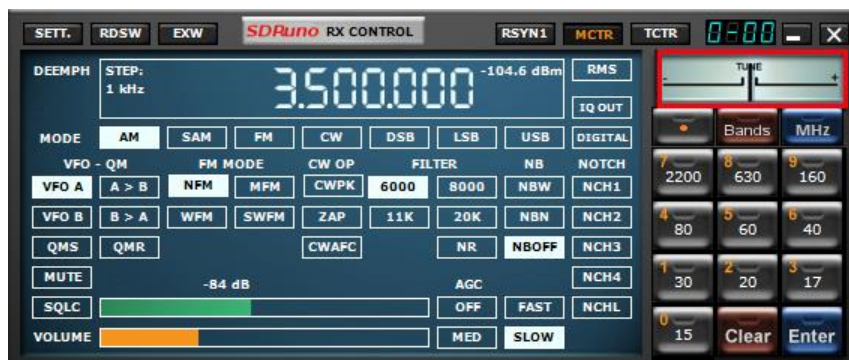 SETT. RDSW EXW SDRuno RX CONTROL RSYN1 MCTR TCTR 0-00
DEEMPH STEP: 3.500.000 -104.6 dBm RMS - TUNE +
1 kHz IQ OUT
• Bands MHz
MODE AM SAM FM CW DSB LSB USB DIGITAL
VFO - QM FM MODE CW OP FILTER NB NOTCH
7 2200 8 630 9 160
VFO A A > B NFM MFM CWPK 6000 8000 NBW NCH1
VFO B B > A WFM SWFM ZAP 11K 20K NBN NCH2
4 80 5 60 6 40
QMS QMR CWAFC NR NBOFF NCH3
MUTE -84 dB AGC NCH4
1 30 2 20 3 17
SQLC OFF FAST NCHL
VOLUME MED SLOW
0 15 Clear Enter